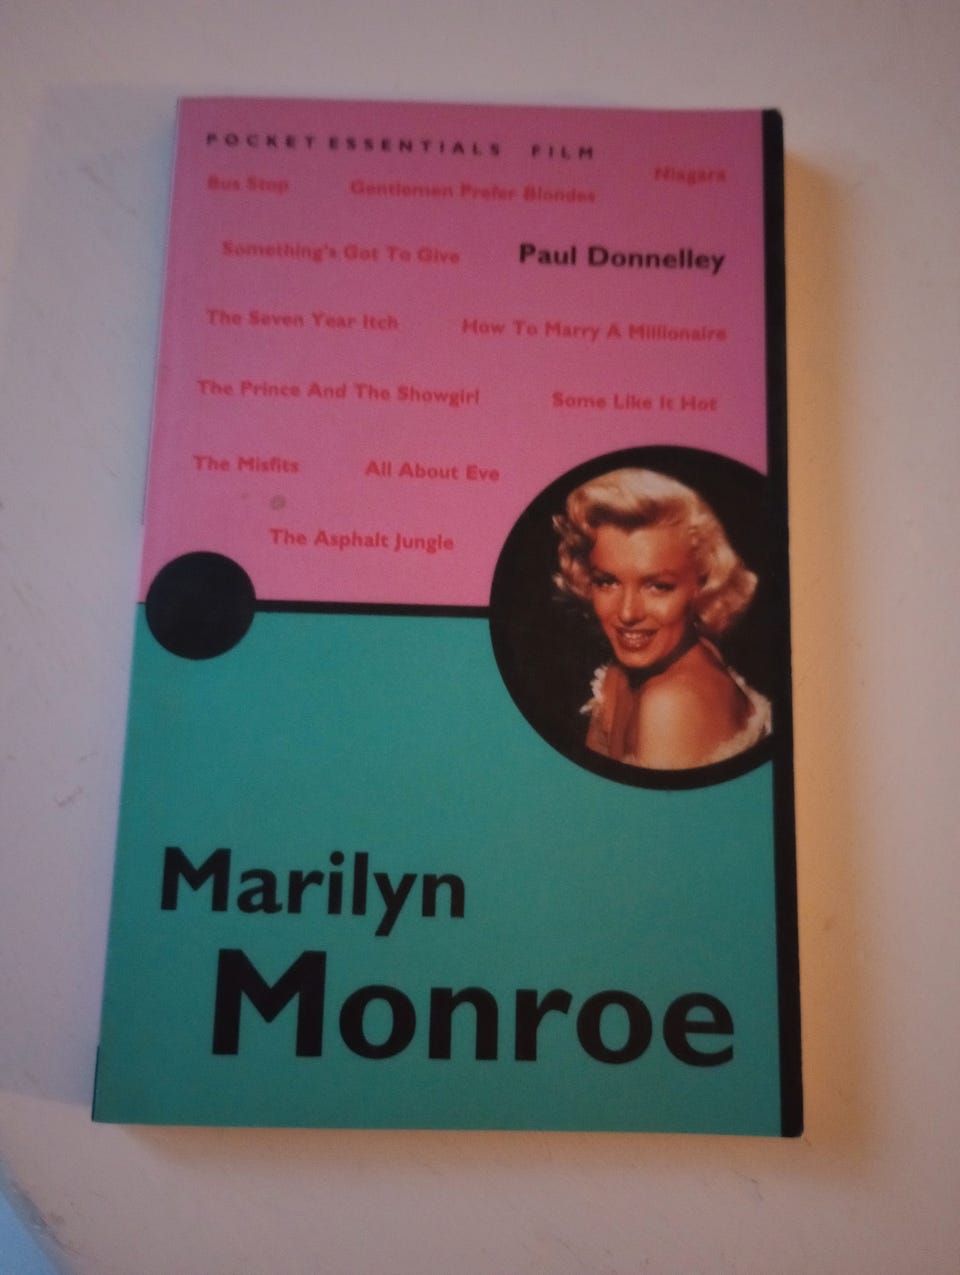 POCKET ESSENTIALS FILM
Niagara
Bus Stop Gentlemen Prefer Blondes
Something's Got To Give Paul Donnelley
The Seven Year Itch How To Marry A Millionaire
The Prince And The Showgirl Some Like It Hot
The Misfits All About Eve
The Asphalt Jungle
Marilyn
Monroe